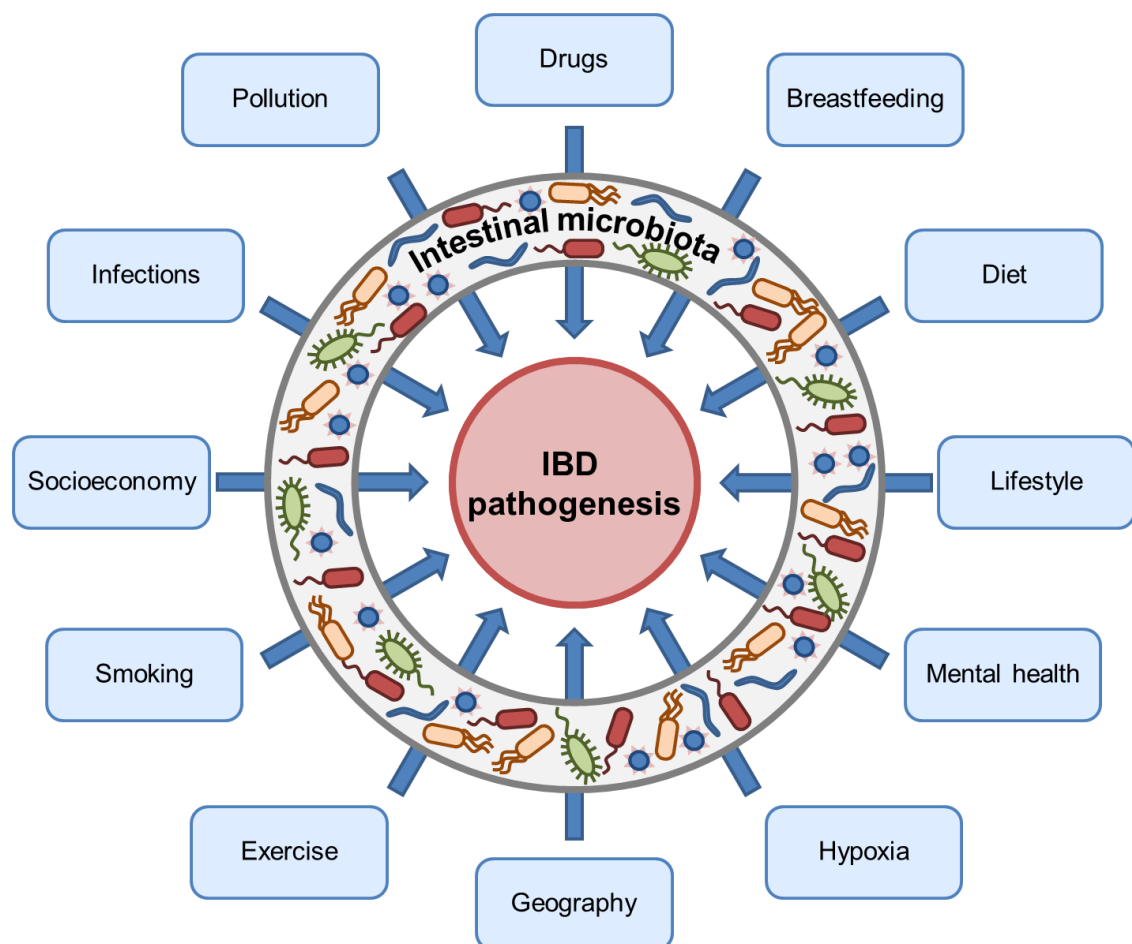 Drugs
Pollution
Breastfeeding
Intestinal microbiota
Infections
Diet
IBD
pathogenesis
Socioeconomy
Lifestyle
Smoking
Mental health
Exercise
Hypoxia
Geography